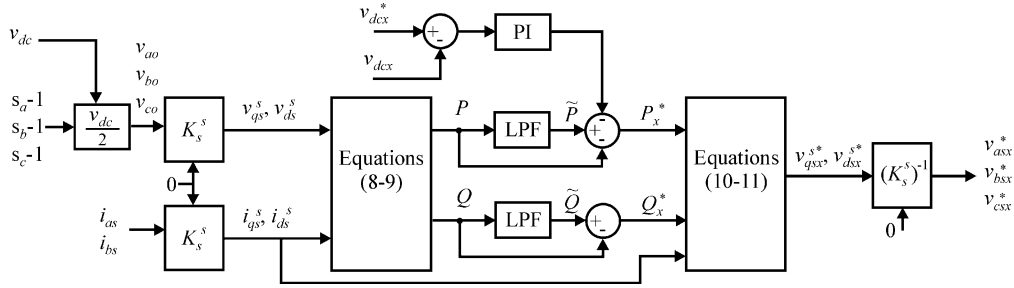 v_dc
s_a-1
s_b-1
s_c-1
v_dc
2
v_ao
v_bo
v_co
K_s^s
0
i_as
i_bs
K_s^s
v_qs^s, v_ds^s
i_qs^s, i_ds^s
v_dcx^*
v_dcx
+
-
PI
Equations
(8-9)
P
LPF
P̃
+
-
-
P_x^*
Q
LPF
Q̃
+
-
Q_x^*
Equations
(10-11)
v_qsx^s*, v_dsx^s*
(K_s^s)^-1
0
v_asx^*
v_bsx^*
v_csx^*